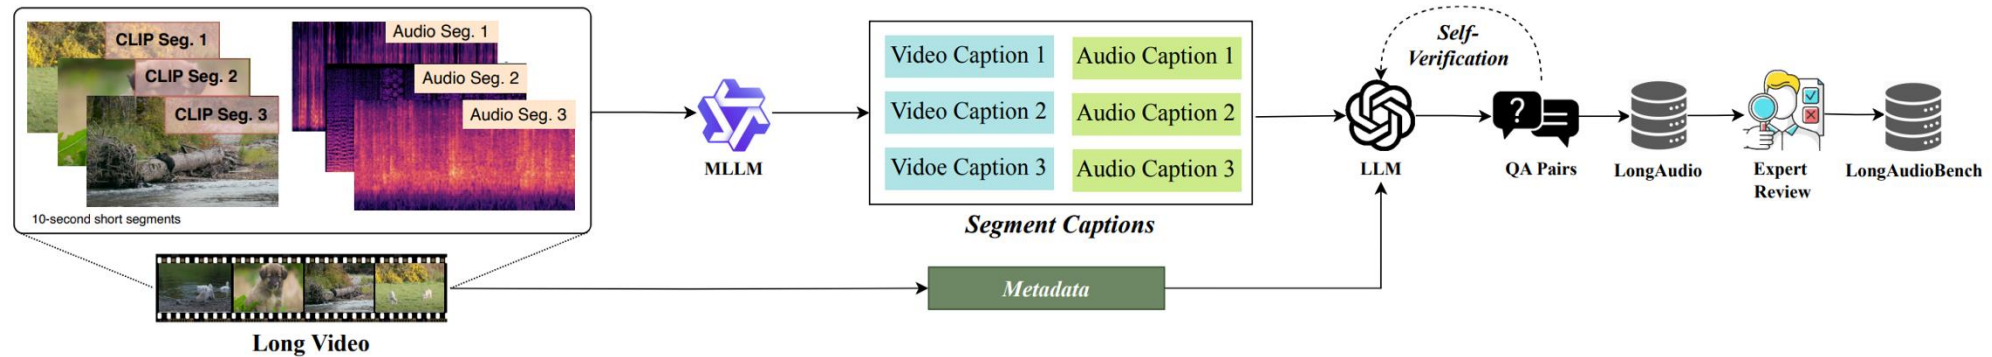 CLIP Seg. 1
CLIP Seg. 2
CLIP Seg. 3
Audio Seg. 1
Audio Seg. 2
Audio Seg. 3
10-second short segments
Long Video
MLLM
Video Caption 1
Audio Caption 1
Video Caption 2
Audio Caption 2
Vidoe Caption 3
Audio Caption 3
Segment Captions
Metadata
Self-
Verification
LLM
?
QA Pairs
LongAudio
Expert
Review
LongAudioBench